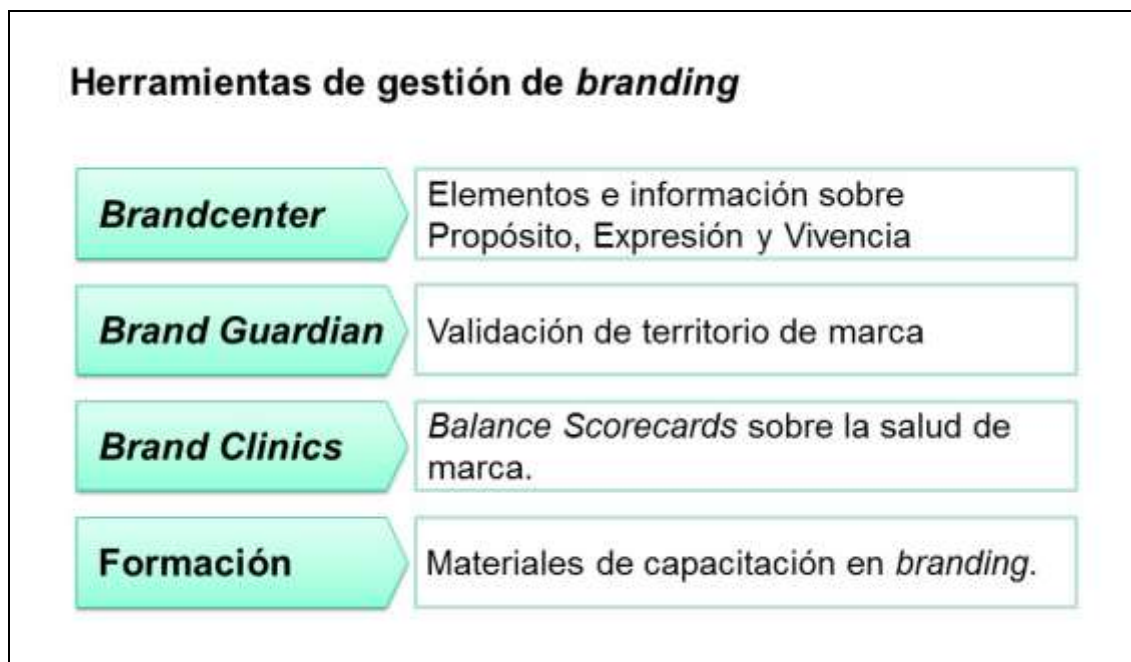 Herramientas de gestión de branding
Brandcenter
Elementos e información sobre
Propósito, Expresión y Vivencia
Brand Guardian
Validación de territorio de marca
Brand Clinics
Balance Scorecards sobre la salud de
marca.
Formación
Materiales de capacitación en branding.